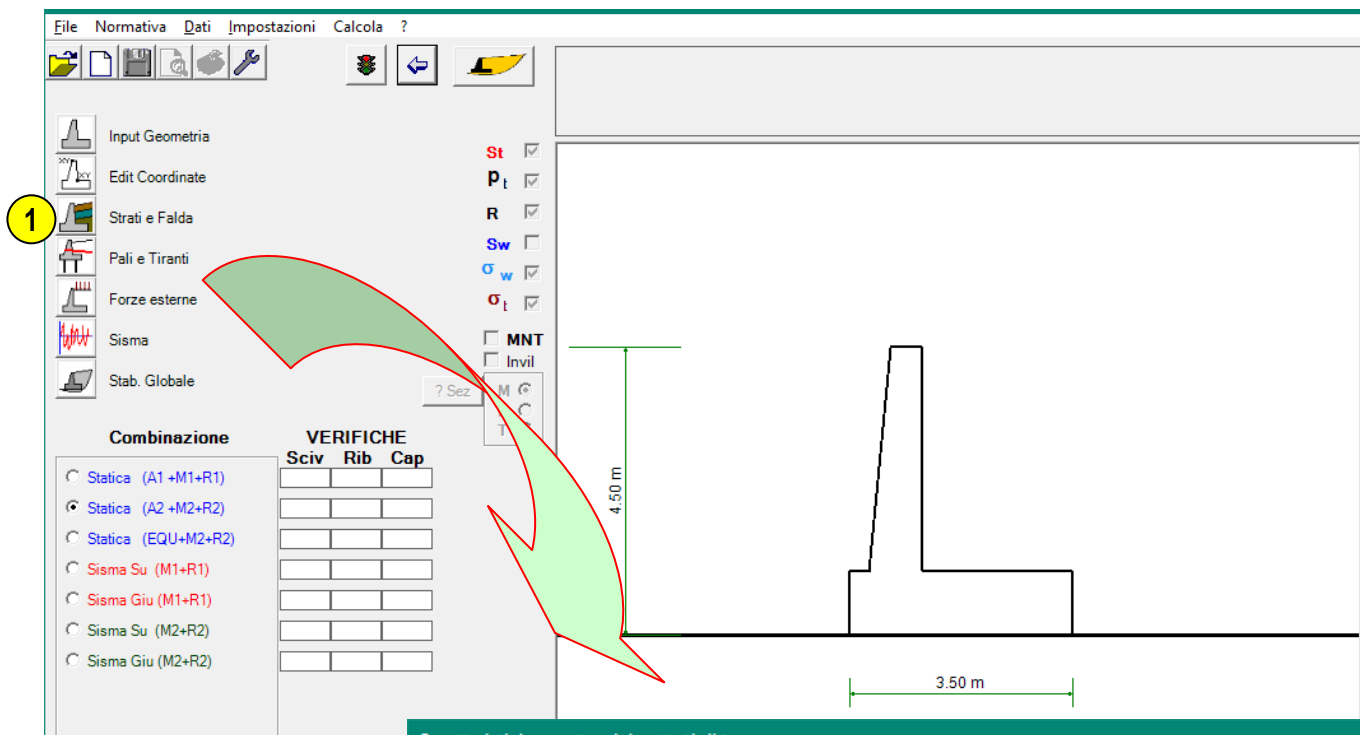 File Normativa Dati Impostazioni Calcola ?
Input Geometria
Edit Coordinate
1 Strati e Falda
Pali e Tiranti
Forze esterne
Sisma
Stab. Globale
St
pt
R
Sw
σw
σt
MNT
Invil
? Sez M
T
Combinazione VERIFICHE
Sciv Rib Cap
Statica (A1 +M1+R1)
Statica (A2 +M2+R2)
Statica (EQU+M2+R2)
Sisma Su (M1+R1)
Sisma Giu (M1+R1)
Sisma Su (M2+R2)
Sisma Giu (M2+R2)
4.50 m
3.50 m